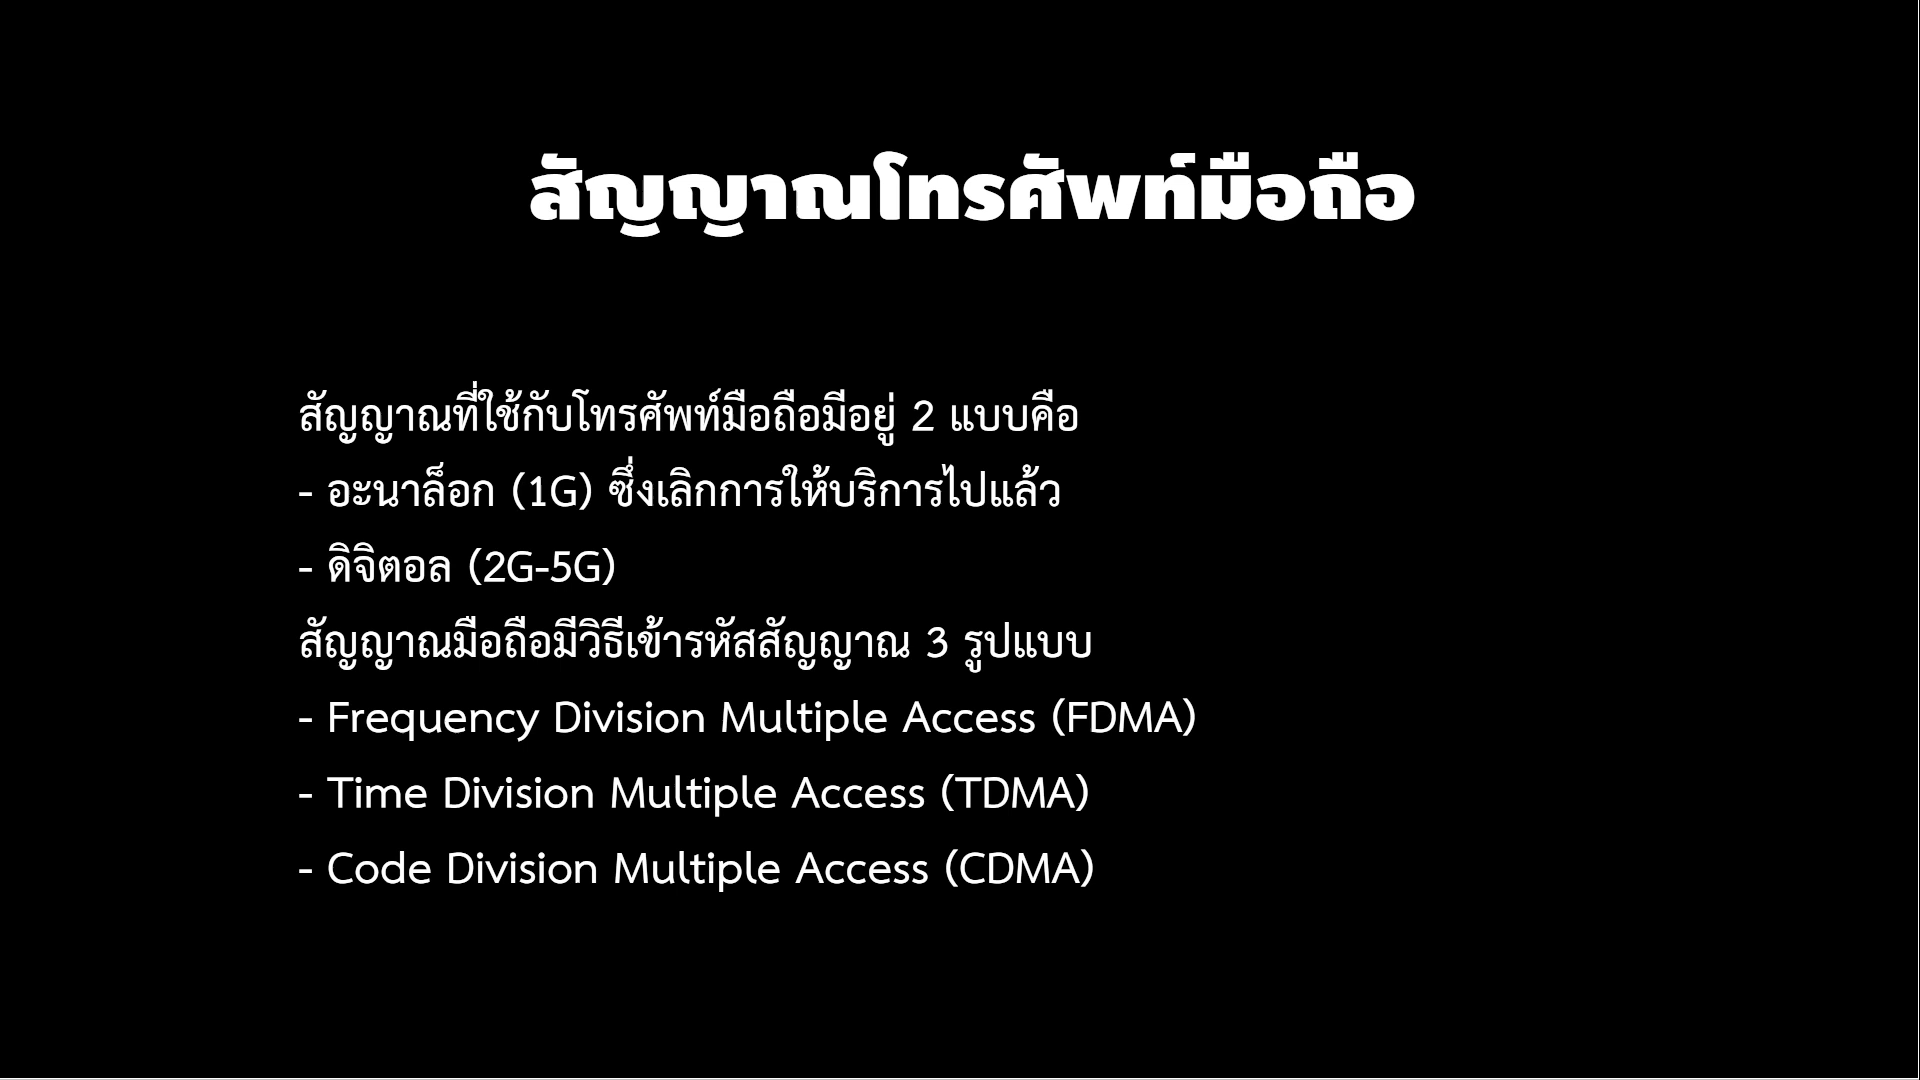 สัญญาณโทรศัพท์มือถือ
สัญญาณที่ใช้กับโทรศัพท์มือถือมีอยู่ 2 แบบคือ
- อะนาล็อก (1G) ซึ่งเลิกการให้บริการไปแล้ว
- ดิจิตอล (2G-5G)
สัญญาณมือถือมีวิธีเข้ารหัสสัญญาณ 3 รูปแบบ
- Frequency Division Multiple Access (FDMA)
- Time Division Multiple Access (TDMA)
- Code Division Multiple Access (CDMA)